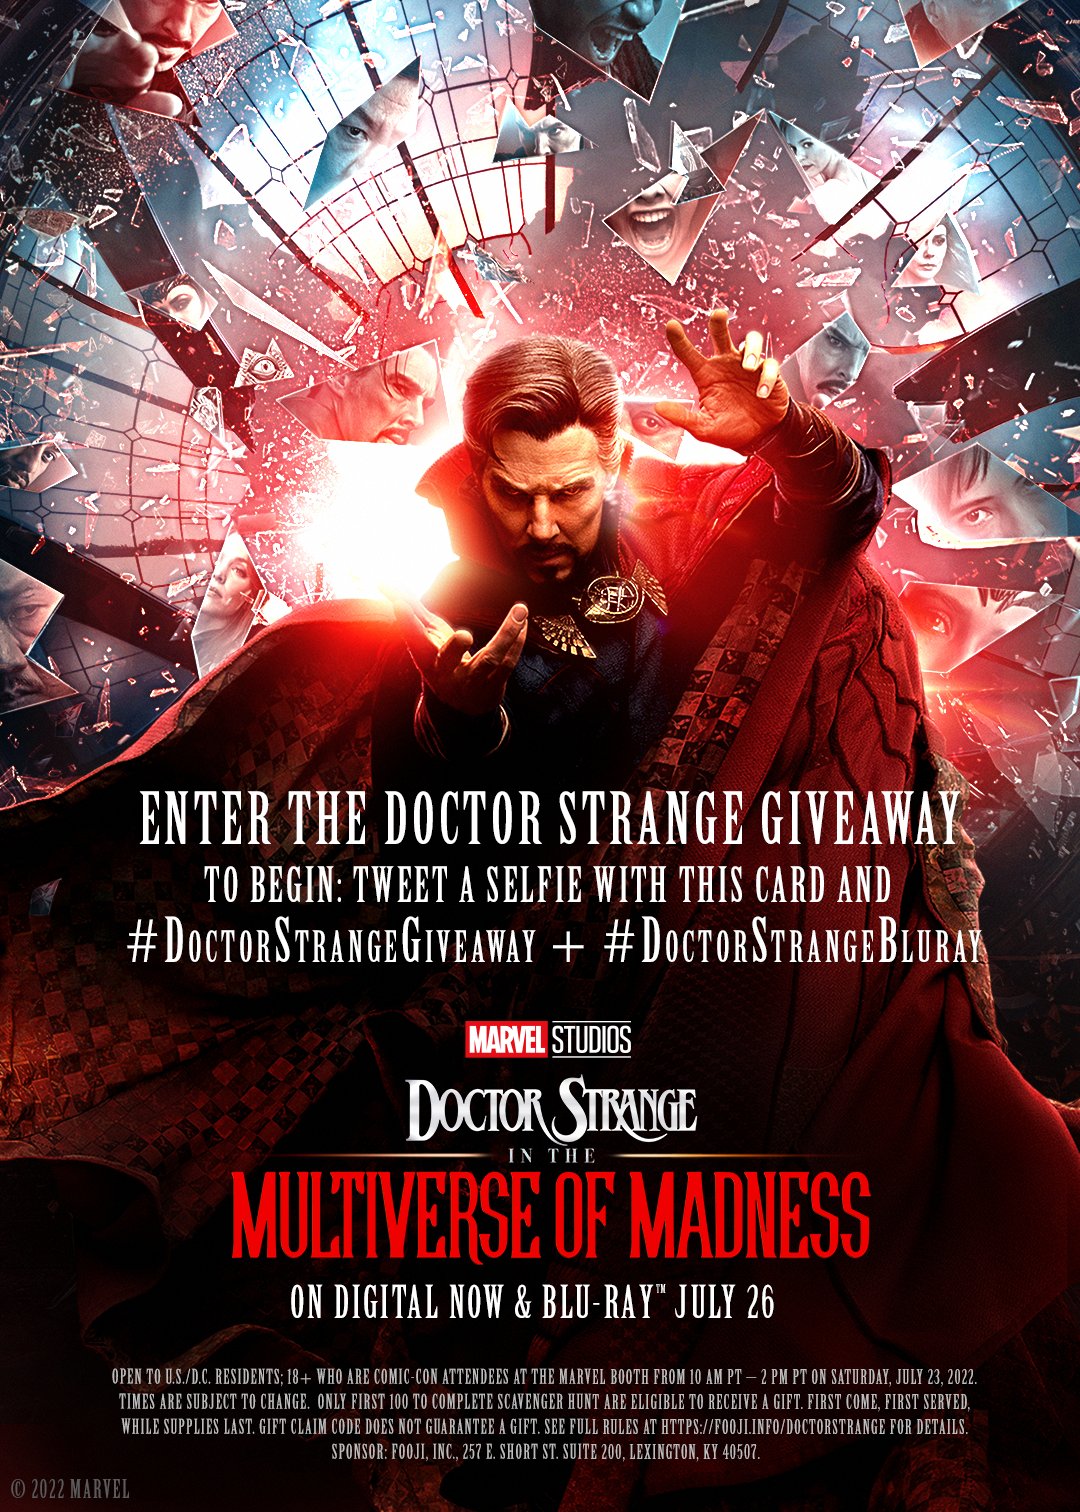 ENTER THE DOCTOR STRANGE GIVEAWAY
TO BEGIN: TWEET A SELFIE WITH THIS CARD AND
#DOCTORSTRANGEGIVEAWAY + #DOCTORSTRANGEBLURAY
MARVEL STUDIOS
DOCTOR STRANGE
IN THE
MULTIVERSE OF MADNESS
ON DIGITAL NOW & BLU-RAY™ JULY 26
OPEN TO U.S./D.C. RESIDENTS; 18+ WHO ARE COMIC-CON ATTENDEES AT THE MARVEL BOOTH FROM 10 AM PT – 2 PM PT ON SATURDAY, JULY 23, 2022.
TIMES ARE SUBJECT TO CHANGE. ONLY FIRST 100 TO COMPLETE SCAVENGER HUNT ARE ELIGIBLE TO RECEIVE A GIFT. FIRST COME, FIRST SERVED,
WHILE SUPPLIES LAST. GIFT CLAIM CODE DOES NOT GUARANTEE A GIFT. SEE FULL RULES AT HTTPS://FOOJI.INFO/DOCTORSTRANGE FOR DETAILS.
SPONSOR: FOOJI, INC., 257 E. SHORT ST. SUITE 200, LEXINGTON, KY 40507.
© 2022 MARVEL